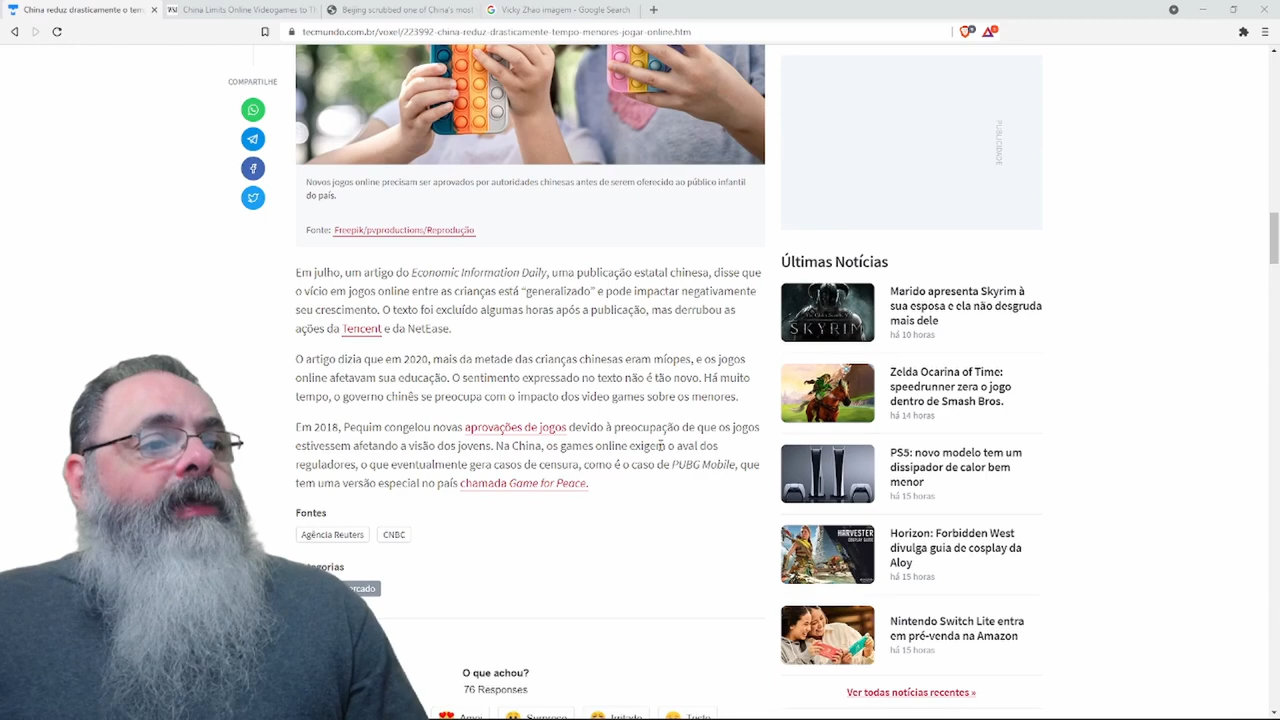 China reduz drasticamente o tem
China Limits Online Videogames to Th
Beijing scrubbed one of China's most
Vicky Zhao imagem - Google Search
tecmundo.com.br/voxel/223992-china-reduz-drasticamente-tempo-menores-jogar-online.htm
COMPARTILHE
PUBLICIDADE
Novos jogos online precisam ser aprovados por autoridades chinesas antes de serem oferecido ao público infantil
do país.
Fonte: Freepik/pvproductions/Reprodução
Em julho, um artigo do Economic Information Daily, uma publicação estatal chinesa, disse que
o vício em jogos online entre as crianças está “generalizado” e pode impactar negativamente
seu crescimento. O texto foi excluído algumas horas após a publicação, mas derrubou as
ações da Tencent e da NetEase.
O artigo dizia que em 2020, mais da metade das crianças chinesas eram míopes, e os jogos
online afetavam sua educação. O sentimento expressado no texto não é tão novo. Há muito
tempo, o governo chinês se preocupa com o impacto dos video games sobre os menores.
Em 2018, Pequim congelou novas aprovações de jogos devido à preocupação de que os jogos
estivessem afetando a visão dos jovens. Na China, os games online exigem o aval dos
reguladores, o que eventualmente gera casos de censura, como é o caso de PUBG Mobile, que
tem uma versão especial no país chamada Game for Peace.
Fontes
Agência Reuters
CNBC
O que achou?
76 Responses
Últimas Notícias
SKYRIM
Marido apresenta Skyrim à
sua esposa e ela não desgruda
mais dele
há 10 horas
Zelda Ocarina of Time:
speedrunner zera o jogo
dentro de Smash Bros.
há 14 horas
PS5: novo modelo tem um
dissipador de calor bem
menor
há 15 horas
HARVESTER
Horizon: Forbidden West
divulga guia de cosplay da
Aloy
há 15 horas
Nintendo Switch Lite entra
em pré-venda na Amazon
há 15 horas
Ver todas notícias recentes »